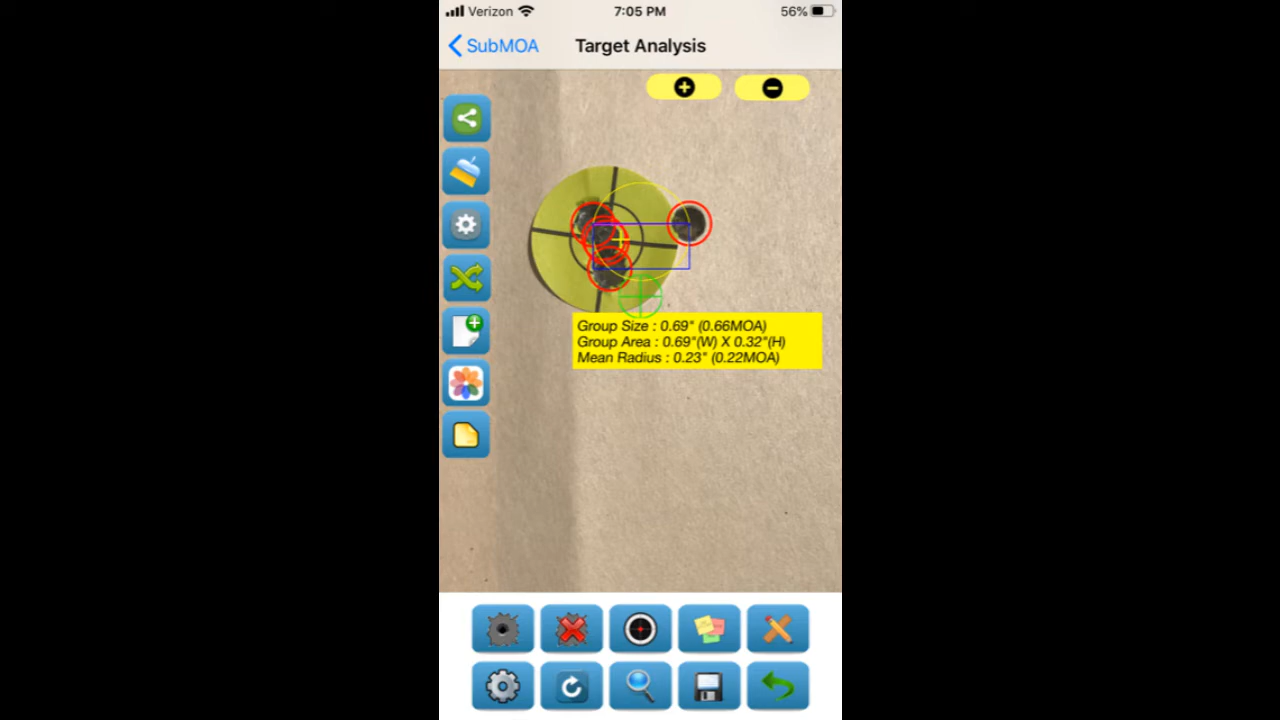 Verizon 7:05 PM 56%
SubMOA Target Analysis
Group Size : 0.69" (0.66MOA)
Group Area : 0.69"(W) X 0.32"(H)
Mean Radius : 0.23" (0.22MOA)